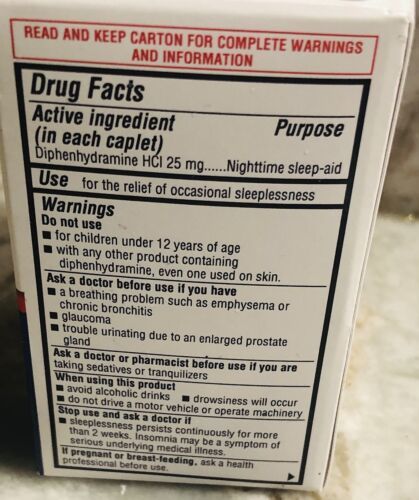 READ AND KEEP CARTON FOR COMPLETE WARNINGS
AND INFORMATION
Drug Facts
Active ingredient
(in each caplet) Purpose
Diphenhydramine HCl 25 mg......Nighttime sleep-aid
Use for the relief of occasional sleeplessness
Warnings
Do not use
■ for children under 12 years of age
■ with any other product containing
diphenhydramine, even one used on skin.
Ask a doctor before use if you have
■ a breathing problem such as emphysema or
chronic bronchitis
■ glaucoma
■ trouble urinating due to an enlarged prostate
gland
Ask a doctor or pharmacist before use if you are
taking sedatives or tranquilizers
When using this product
■ avoid alcoholic drinks ■ drowsiness will occur
■ do not drive a motor vehicle or operate machinery
Stop use and ask a doctor if
■ sleeplessness persists continuously for more
than 2 weeks. Insomnia may be a symptom of
serious underlying medical illness.
If pregnant or breast-feeding, ask a health
professional before use.